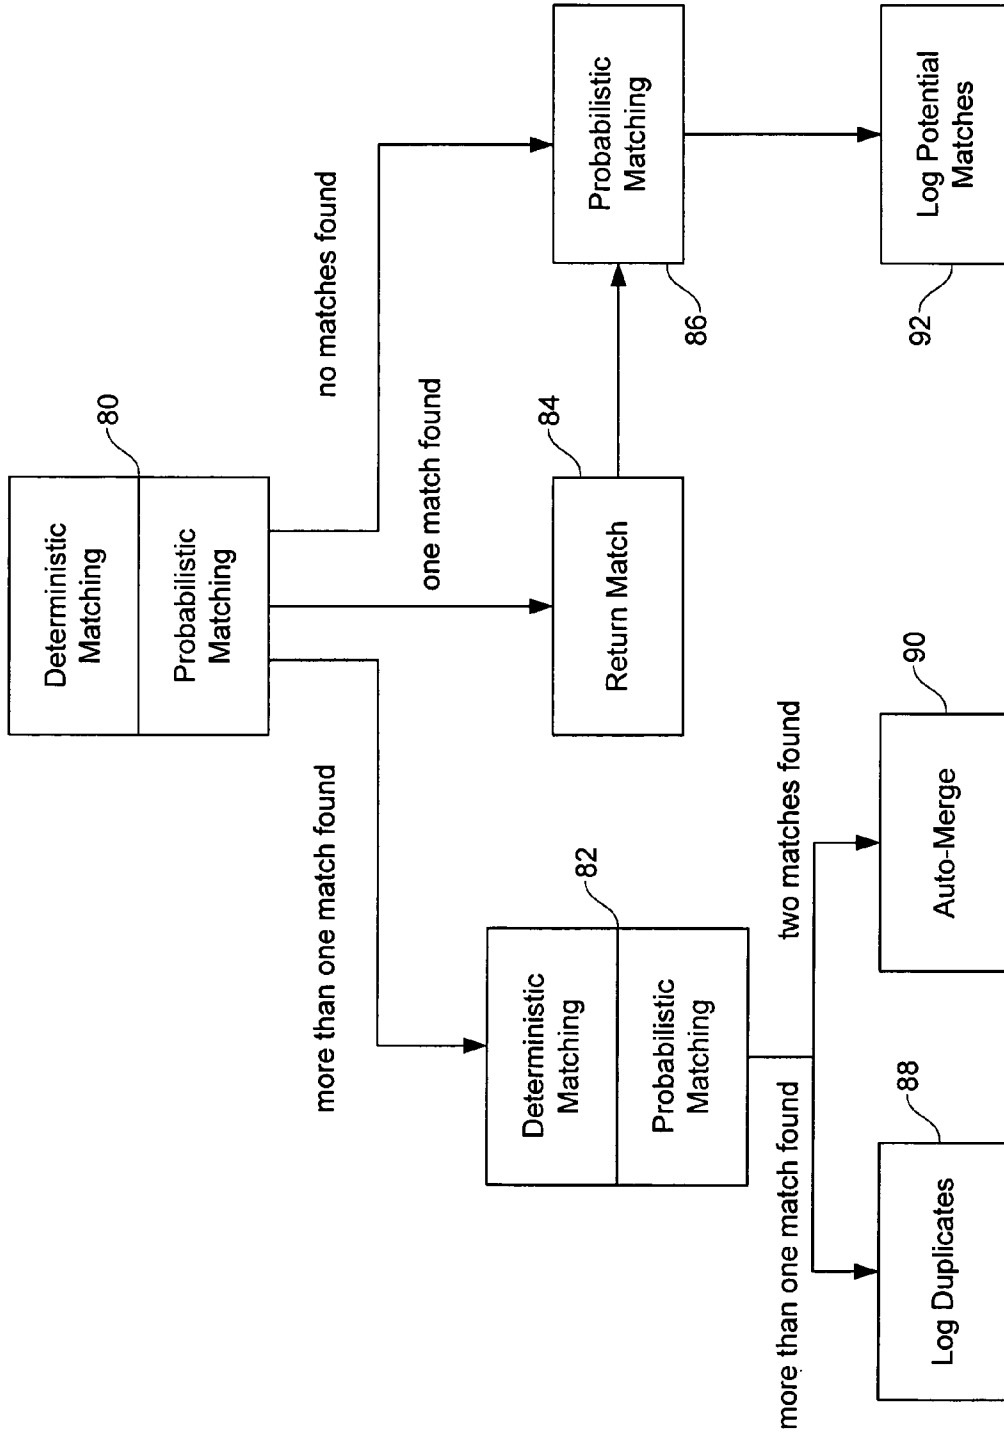 Deterministic
Matching
80
Probabilistic
Matching
more than one match found
one match found
no matches found
Deterministic
Matching
82
Probabilistic
Matching
Return Match
84
Probabilistic
Matching
86
more than one match found
two matches found
Log Duplicates
88
Auto-Merge
90
Log Potential
Matches
92